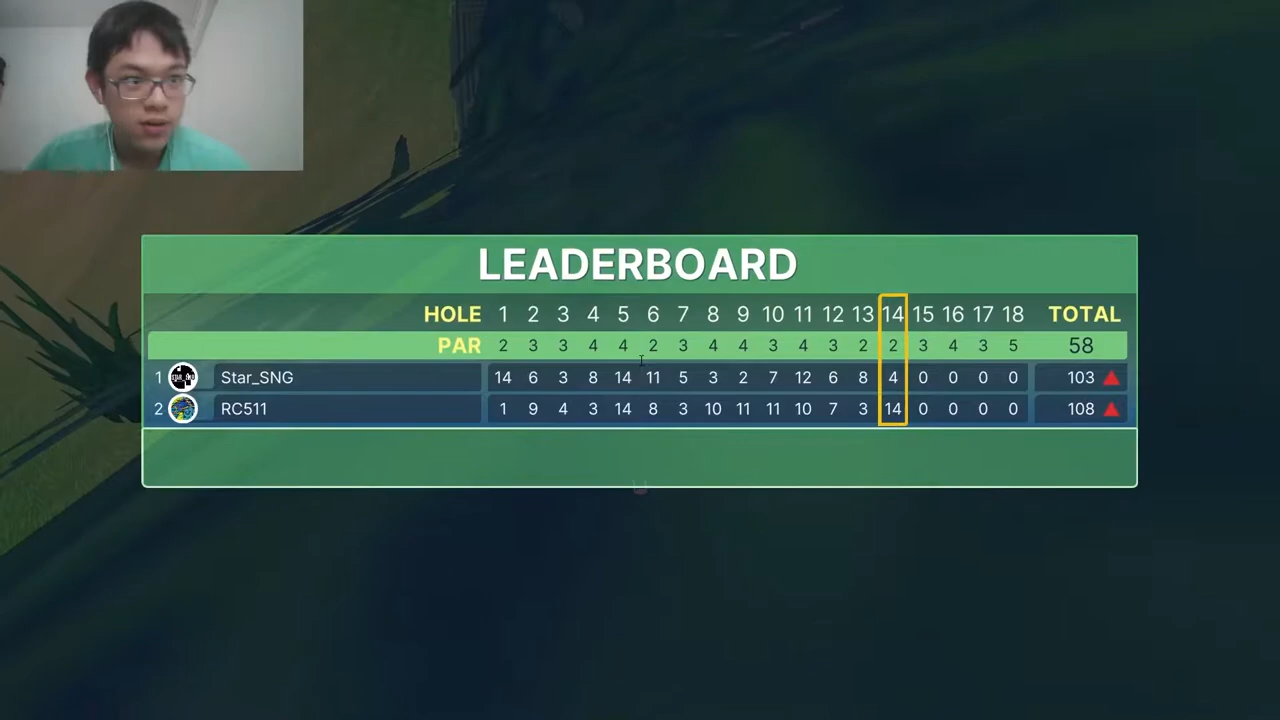 LEADERBOARD
HOLE 1 2 3 4 5 6 7 8 9 10 11 12 13 14 15 16 17 18 TOTAL
PAR 2 3 3 4 4 2 3 4 4 3 4 3 2 2 3 4 3 5 58
1 Star_SNG 14 6 3 8 14 11 5 3 2 7 12 6 8 4 0 0 0 0 103
2 RC511 1 9 4 3 14 8 3 10 11 11 10 7 3 14 0 0 0 0 108